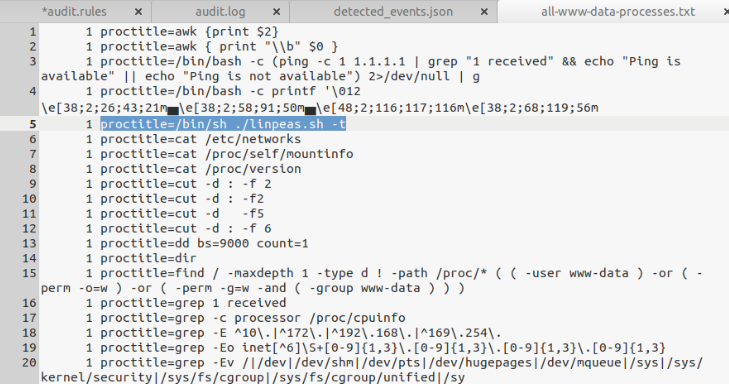 *audit.rules × audit.log × detected_events.json × all-www-data-processes.txt ×
1 1 proctitle=awk {print $2}
2 1 proctitle=awk { print "\\b" $0 }
3 1 proctitle=/bin/bash -c (ping -c 1 1.1.1.1 | grep "1 received" && echo "Ping is
available" || echo "Ping is not available") 2>/dev/null | g
4 1 proctitle=/bin/bash -c printf '\012
\e[38;2;26;43;21m▄\e[38;2;58;91;50m▄\e[48;2;116;117;116m\e[38;2;68;119;56m
5 1 proctitle=/bin/sh ./linpeas.sh -t
6 1 proctitle=cat /etc/networks
7 1 proctitle=cat /proc/self/mountinfo
8 1 proctitle=cat /proc/version
9 1 proctitle=cut -d : -f 2
10 1 proctitle=cut -d : -f2
11 1 proctitle=cut -d   -f5
12 1 proctitle=cut -d : -f 6
13 1 proctitle=dd bs=9000 count=1
14 1 proctitle=dir
15 1 proctitle=find / -maxdepth 1 -type d ! -path /proc/* ( ( -user www-data ) -or ( -
perm -o=w ) -or ( -perm -g=w -and ( -group www-data ) ) )
16 1 proctitle=grep 1 received
17 1 proctitle=grep -c processor /proc/cpuinfo
18 1 proctitle=grep -E ^10\.|^172\.|^192\.168\.|^169\.254\.
19 1 proctitle=grep -Eo inet[^6]\S+[0-9]{1,3}\.[0-9]{1,3}\.[0-9]{1,3}\.[0-9]{1,3}
20 1 proctitle=grep -Ev /|/dev|/dev/shm|/dev/pts|/dev/hugepages|/dev/mqueue|/sys|/sys/
kernel/security|/sys/fs/cgroup|/sys/fs/cgroup/unified|/sy